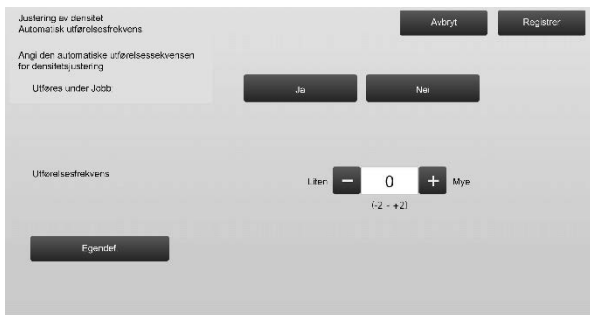 Justering av densitet
Automatisk utførelsesfrekvens
Avbryt
Registrer
Angi den automatiske utførelsessekvensen
for densitetsjustering
Utføres under Jobb
Ja
Nei
Utførelsesfrekvens
Liten
−
0
+
Mye
(-2 - +2)
Egendef.